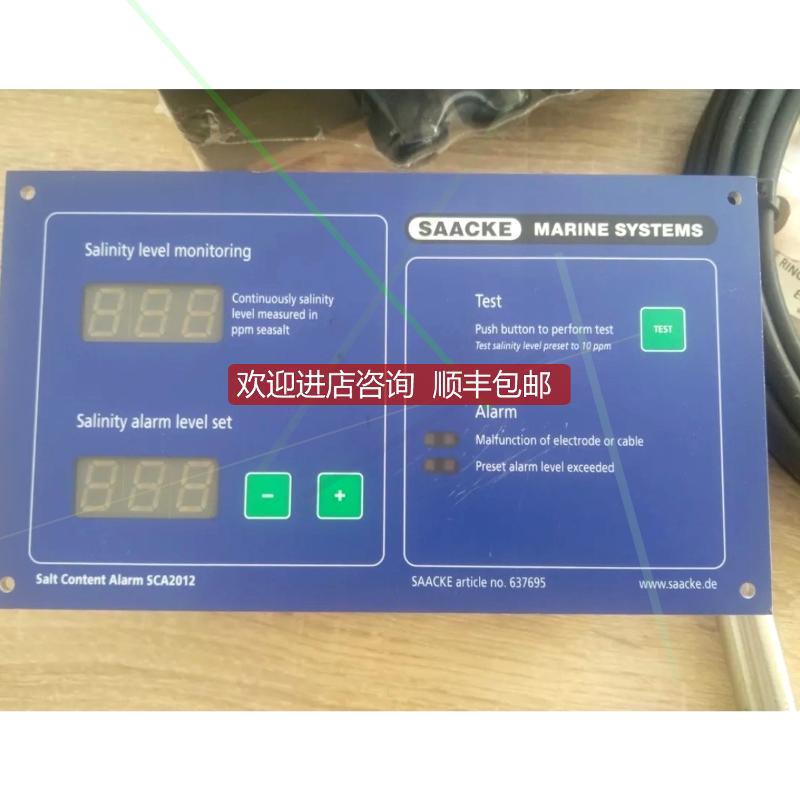 Salinity level monitoring
888
Continuously salinity
level measured in
ppm seasalt
Salinity alarm level set
888
-
+
Salt Content Alarm SCA2012
SAACKE MARINE SYSTEMS
Test
Push button to perform test
Test salinity level preset to 10 ppm
TEST
欢迎进店咨询 顺丰包邮
Alarm
Malfunction of electrode or cable
Preset alarm level exceeded
SAACKE article no. 637695
www.saacke.de